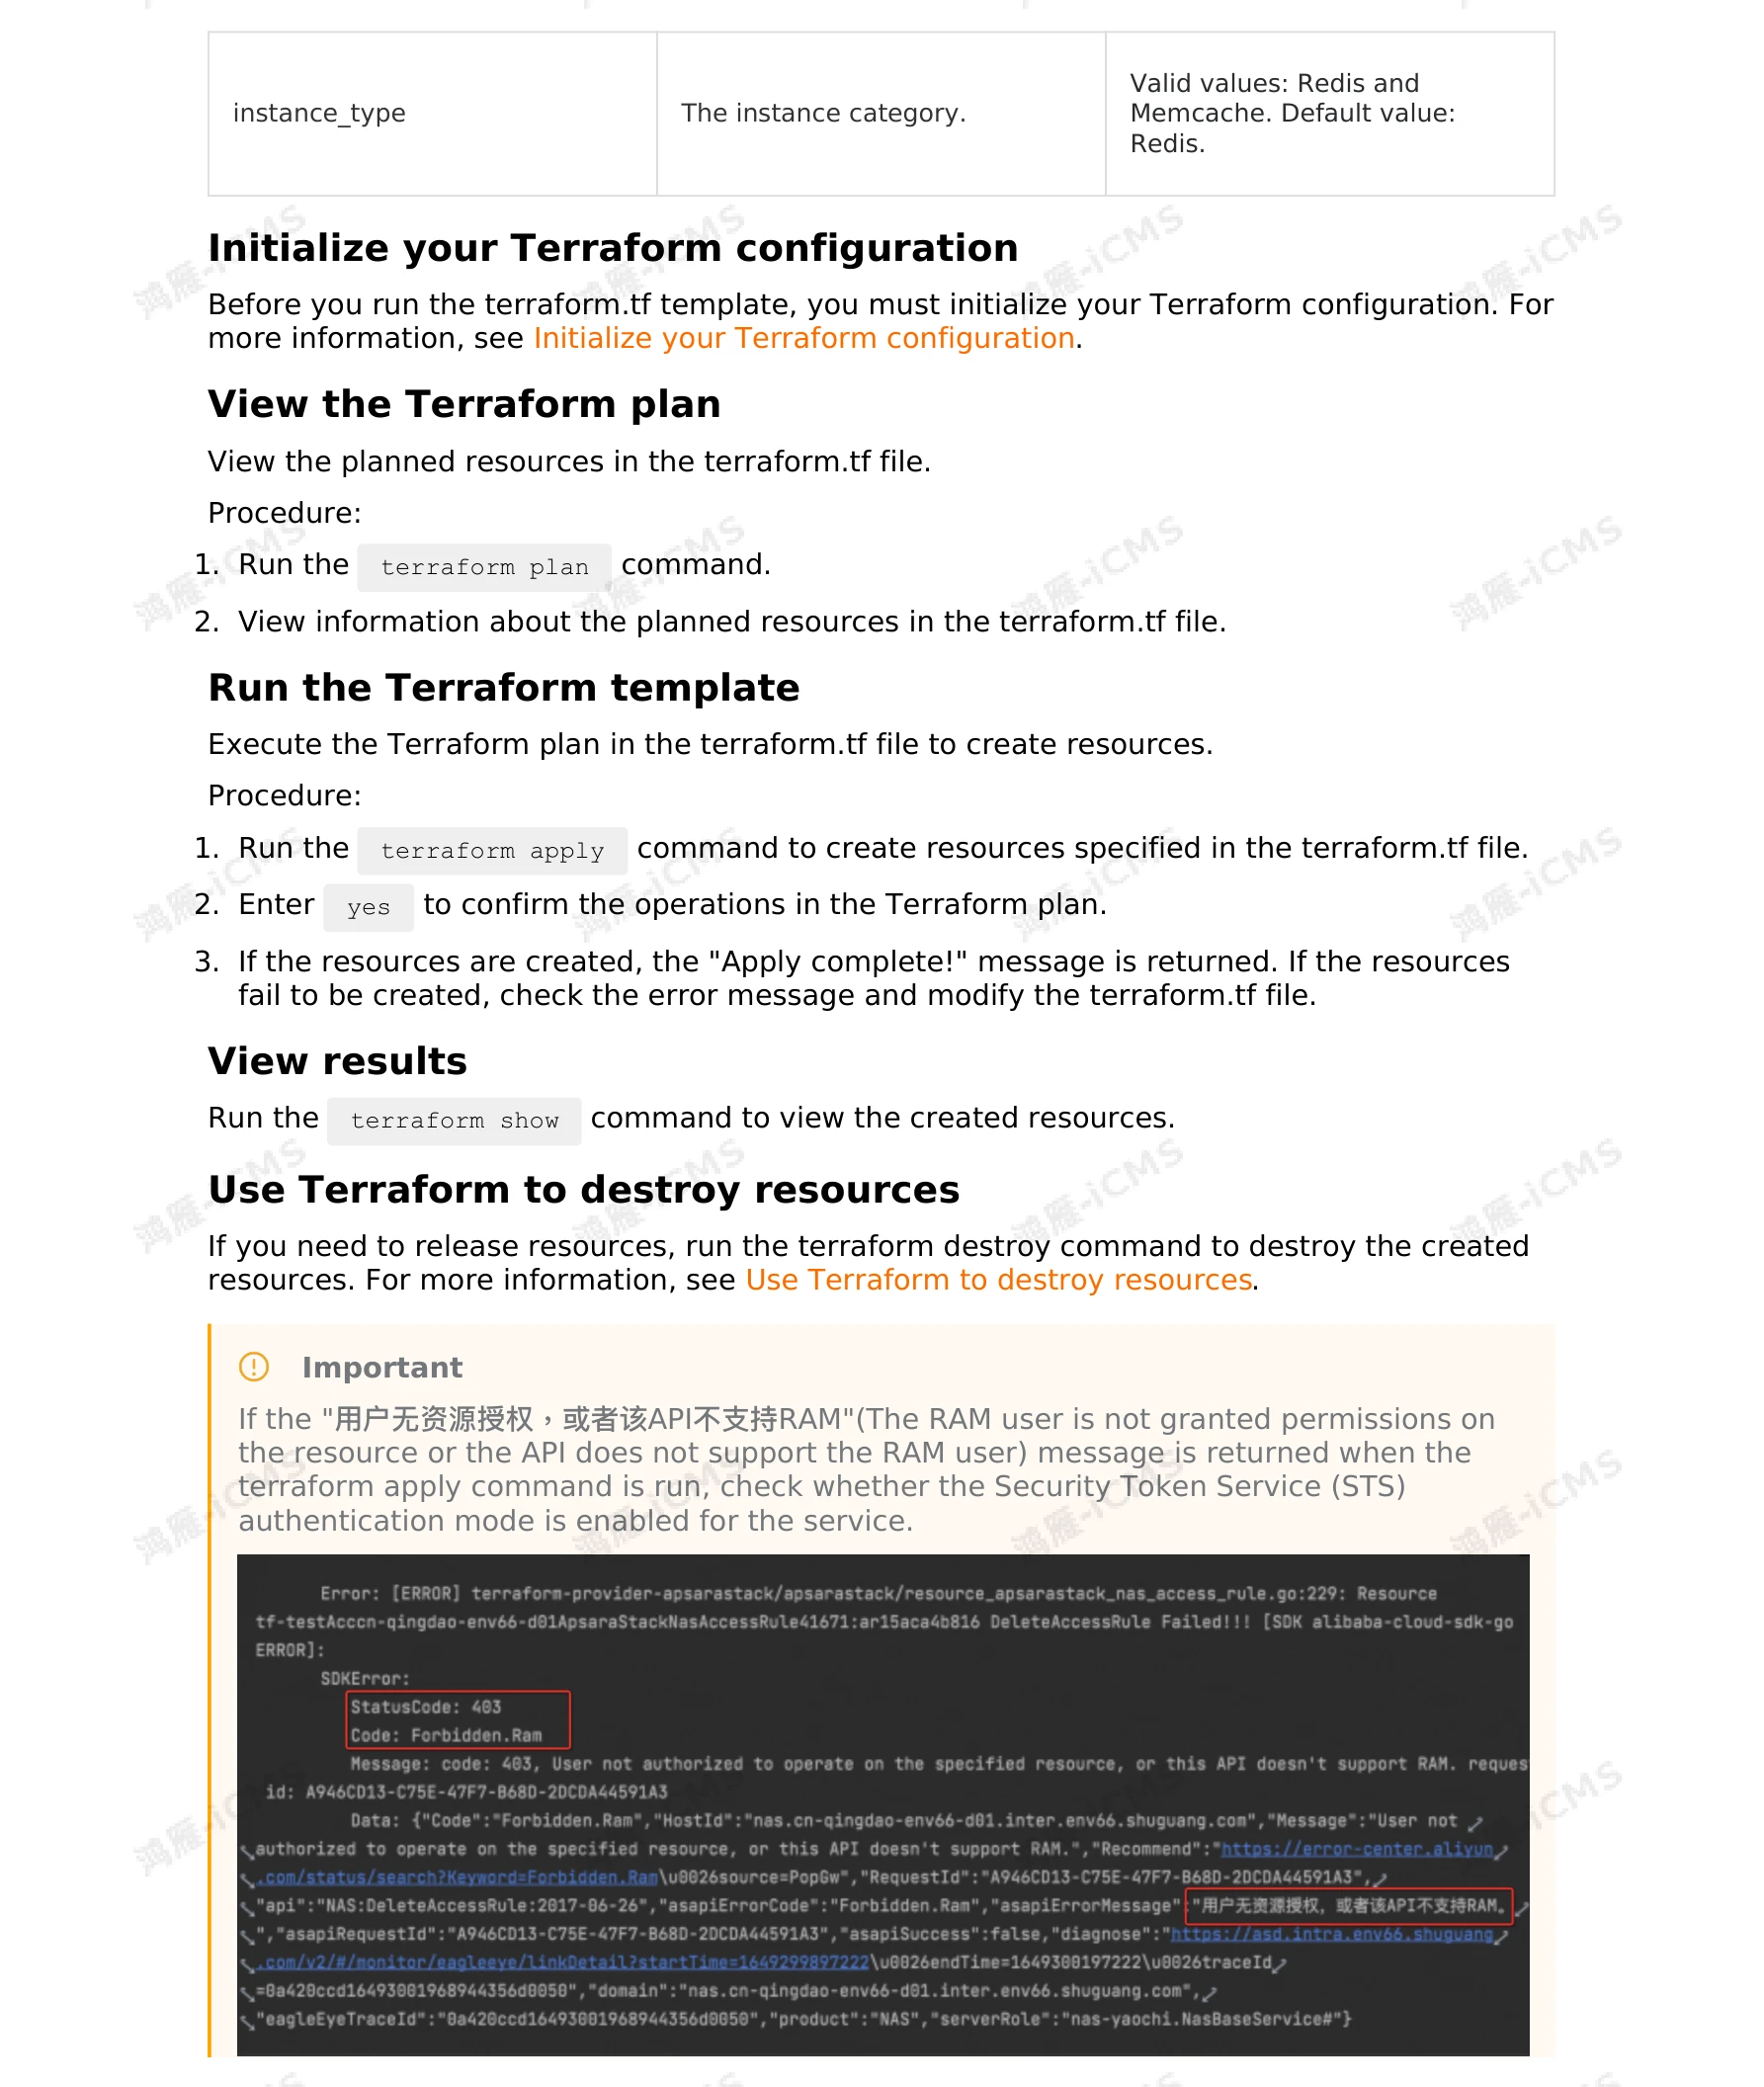 instance_type
The instance category.
Valid values: Redis and
Memcache. Default value:
Redis.
Initialize your Terraform configuration
Before you run the terraform.tf template, you must initialize your Terraform configuration. For
more information, see Initialize your Terraform configuration.
View the Terraform plan
View the planned resources in the terraform.tf file.
Procedure:
1. Run the terraform plan command.
2. View information about the planned resources in the terraform.tf file.
Run the Terraform template
Execute the Terraform plan in the terraform.tf file to create resources.
Procedure:
1. Run the terraform apply command to create resources specified in the terraform.tf file.
2. Enter yes to confirm the operations in the Terraform plan.
3. If the resources are created, the "Apply complete!" message is returned. If the resources
fail to be created, check the error message and modify the terraform.tf file.
View results
Run the terraform show command to view the created resources.
Use Terraform to destroy resources
If you need to release resources, run the terraform destroy command to destroy the created
resources. For more information, see Use Terraform to destroy resources.
Important
If the "用户无资源授权，或者该API不支持RAM"(The RAM user is not granted permissions on
the resource or the API does not support the RAM user) message is returned when the
terraform apply command is run, check whether the Security Token Service (STS)
authentication mode is enabled for the service.
Error: [ERROR] terraform-provider-apsarastack/apsarastack/resource_apsarastack_nas_access_rule.go:229: Resource
tf-testAcccn-qingdao-env66-d01ApsaraStackNasAccessRule41671:ar15aca4b816 DeleteAccessRule Failed!!! [SDK alibaba-cloud-sdk-go
ERROR]:
SDKError:
StatusCode: 403
Code: Forbidden.Ram
Message: code: 403, User not authorized to operate on the specified resource, or this API doesn't support RAM. reques
id: A946CD13-C75E-47F7-B68D-2DCDA44591A3
Data: {"Code":"Forbidden.Ram","HostId":"nas.cn-qingdao-env66-d01.inter.env66.shuguang.com","Message":"User not
authorized to operate on the specified resource, or this API doesn't support RAM.","Recommend":"https://error-center.aliyun
.com/status/search?Keyword=Forbidden.Ram\u0026source=PopGw","RequestId":"A946CD13-C75E-47F7-B68D-2DCDA44591A3",
"api":"NAS:DeleteAccessRule:2017-06-26","asapiErrorCode":"Forbidden.Ram","asapiErrorMessage":"用户无资源授权，或者该API不支持RAM。
","asapiRequestId":"A946CD13-C75E-47F7-B68D-2DCDA44591A3","asapiSuccess":false,"diagnose":"https://asd.intra.env66.shuguang
.com/v2/#/monitor/eagleeye/linkDetail?startTime=1649299897222\u0026endTime=1649300197222\u0026traceId
=0a420ccd16493001968944356d0050","domain":"nas.cn-qingdao-env66-d01.inter.env66.shuguang.com",
"eagleEyeTraceId":"0a420ccd16493001968944356d0050","product":"NAS","serverRole":"nas-yaochi.NasBaseService#"}
鸿雁-iCMS